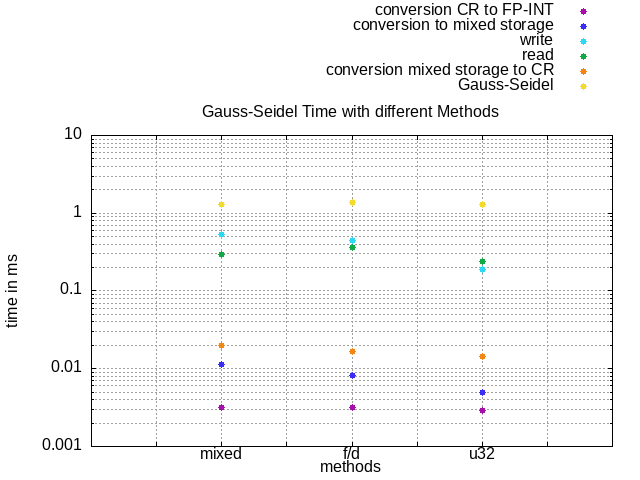 conversion CR to FP-INT
conversion to mixed storage
write
read
conversion mixed storage to CR
Gauss-Seidel
Gauss-Seidel Time with different Methods
10
1
0.1
0.01
0.001
time in ms
mixed f/d u32
methods